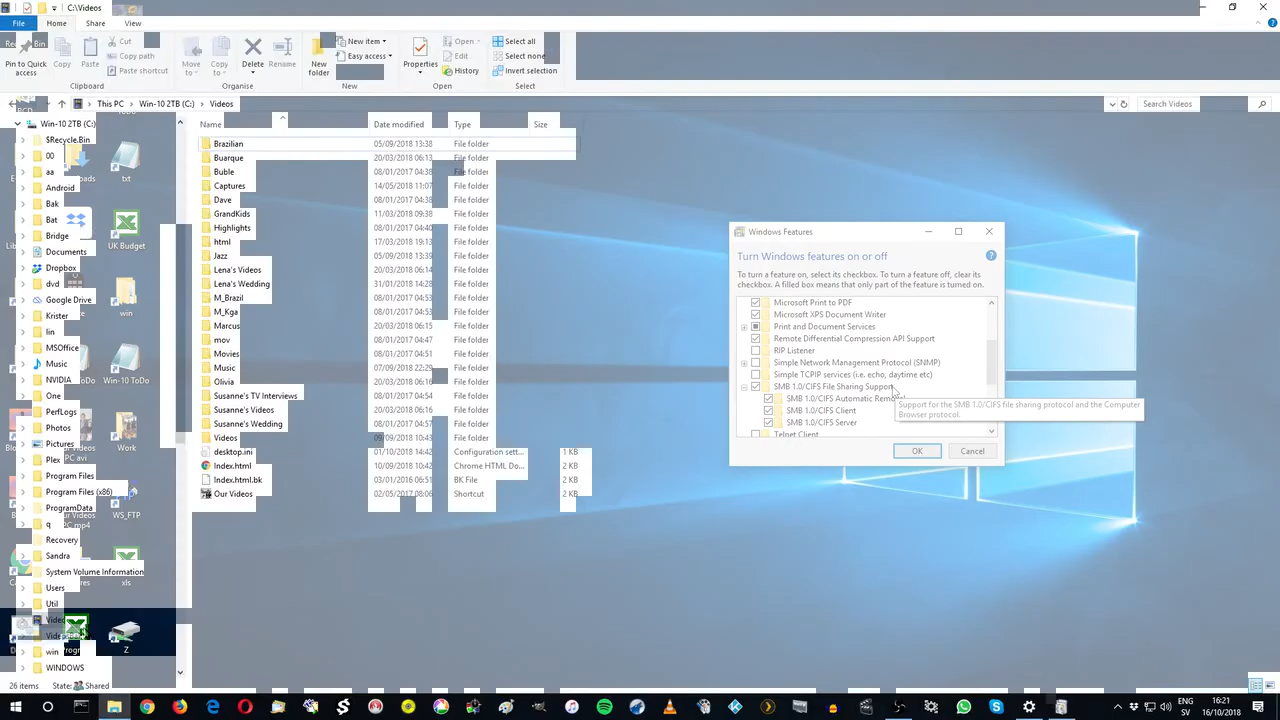 C:\Videos
File Home Share View
Pin to Quick access
Copy
Paste
Cut
Copy path
Paste shortcut
Move to
Copy to
Delete
Rename
New folder
New item
Easy access
Properties
Open
Edit
History
Select all
Select none
Invert selection
Clipboard Organise New Open Select
This PC Win-10 2TB (C:) Videos
Search Videos
Win-10 2TB (C:)
$Recycle.Bin
00
aa
Android
Bak
Bat
Bridge
Documents
Dropbox
dvd
Google Drive
Krister
lin
MSOffice
Music
NVIDIA
One
PerfLogs
Photos
Pictures
Plex
Program Files
Program Files (x86)
ProgramData
q
Recovery
Sandra
System Volume Information
Users
Util
win
WINDOWS
txt
UK Budget
win
Win-10 ToDo
Work
WS_FTP
xls
Z
Name Date modified Type Size
Brazilian 05/09/2018 13:38 File folder
Buarque 20/03/2018 06:13 File folder
Buble 08/01/2017 04:38 File folder
Captures 14/05/2018 11:07 File folder
Dave 08/01/2017 04:39 File folder
GrandKids 11/03/2018 09:38 File folder
Highlights 08/01/2017 04:40 File folder
html 17/03/2018 19:13 File folder
Jazz 05/09/2018 13:39 File folder
Lena's Videos 20/03/2018 06:14 File folder
Lena's Wedding 31/01/2018 14:28 File folder
M_Brazil 08/01/2017 04:53 File folder
M_Kga 08/01/2017 04:53 File folder
Marcus 20/03/2018 06:15 File folder
mov 08/01/2017 04:47 File folder
Movies 08/01/2017 04:51 File folder
Music 07/09/2018 22:29 File folder
Olivia 20/03/2018 06:16 File folder
Susanne's TV Interviews 08/01/2017 04:53 File folder
Susanne's Videos 08/01/2017 04:54 File folder
Susanne's Wedding 08/01/2017 04:53 File folder
Videos 09/09/2018 10:43 File folder
desktop.ini 01/10/2018 14:42 Configuration sett... 1 KB
Index.html 10/09/2018 10:42 Chrome HTML Do... 2 KB
Index.html.bk 03/01/2016 06:51 BK File 2 KB
Our Videos 02/05/2017 08:06 Shortcut 2 KB
Windows Features
Turn Windows features on or off
To turn a feature on, select its checkbox. To turn a feature off, clear its
checkbox. A filled box means that only part of the feature is turned on.
Microsoft Print to PDF
Microsoft XPS Document Writer
Print and Document Services
Remote Differential Compression API Support
RIP Listener
Simple Network Management Protocol (SNMP)
Simple TCPIP services (i.e. echo, daytime etc)
SMB 1.0/CIFS File Sharing Support
SMB 1.0/CIFS Automatic
SMB 1.0/CIFS Client
SMB 1.0/CIFS Server
Telnet Client
Support for the SMB 1.0/CIFS file sharing protocol and the Computer
Browser protocol.
OK Cancel
26 items State: Shared
ENG 16:21
SV 16/10/2018